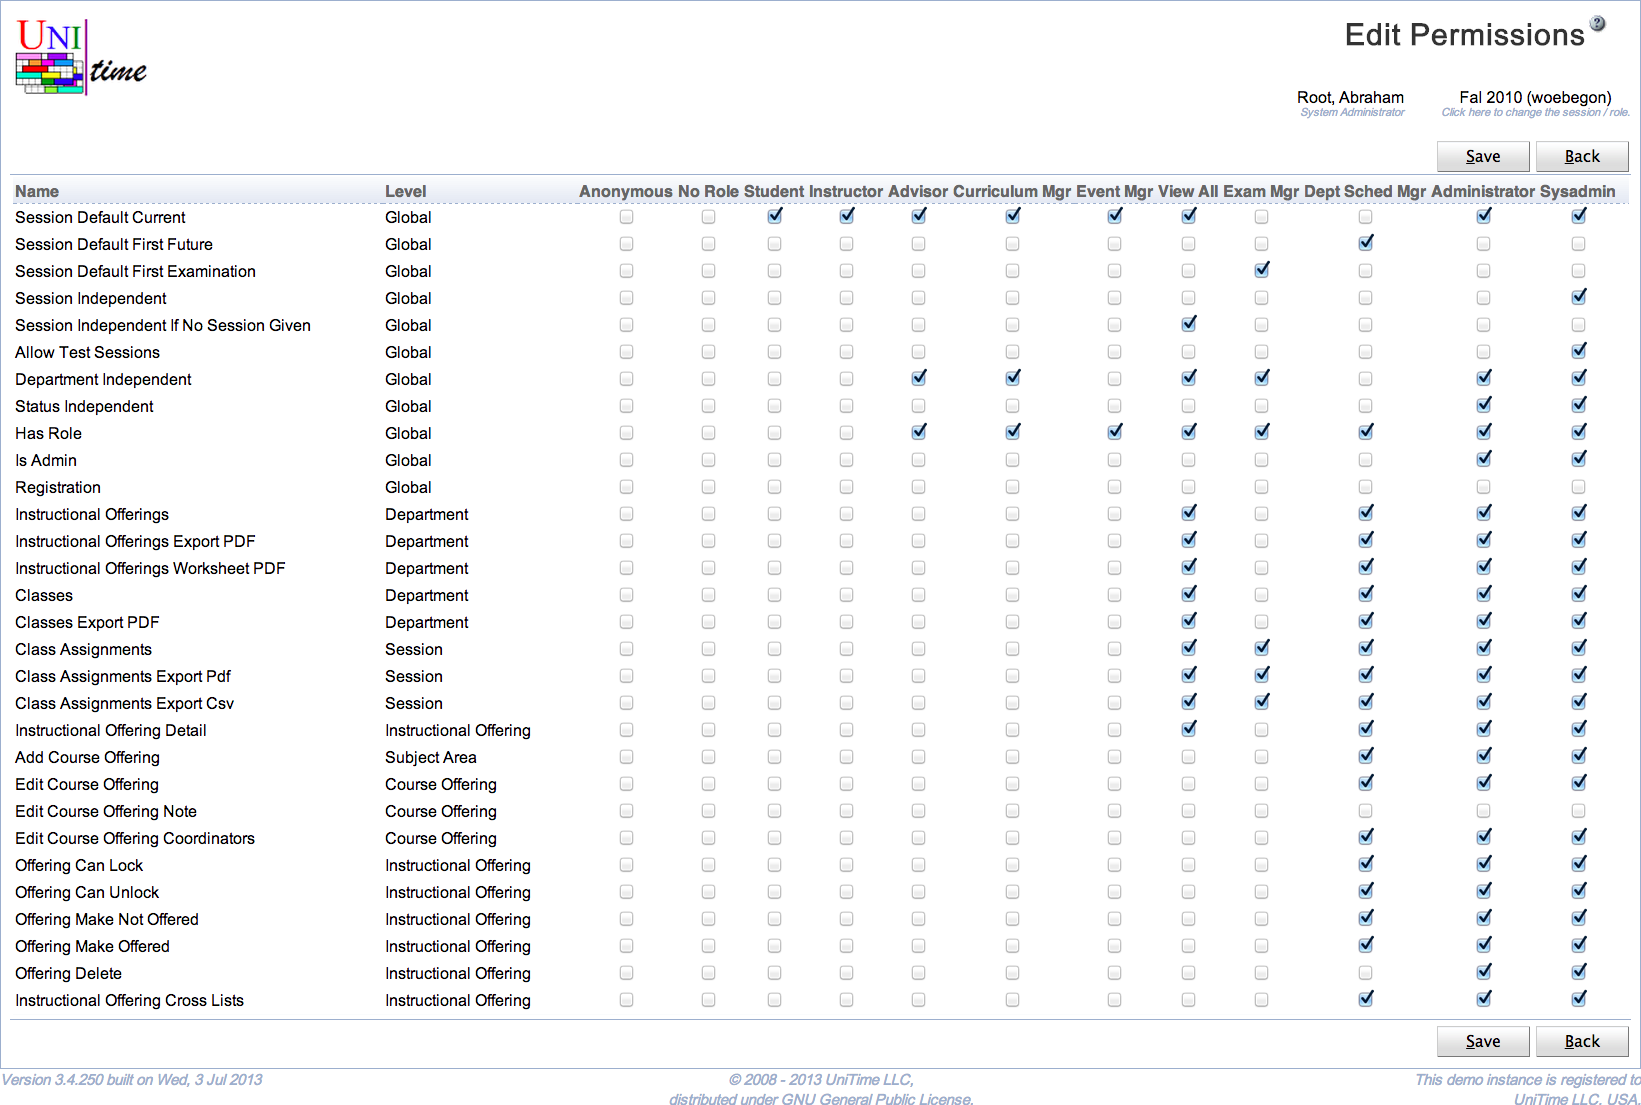 UNI
time
Edit Permissions ?
Root, Abraham Fal 2010 (woebegon)
System Administrator Click here to change the session / role.
Save Back
Name Level Anonymous No Role Student Instructor Advisor Curriculum Mgr Event Mgr View All Exam Mgr Dept Sched Mgr Administrator Sysadmin
Session Default Current Global
Session Default First Future Global
Session Default First Examination Global
Session Independent Global
Session Independent If No Session Given Global
Allow Test Sessions Global
Department Independent Global
Status Independent Global
Has Role Global
Is Admin Global
Registration Global
Instructional Offerings Department
Instructional Offerings Export PDF Department
Instructional Offerings Worksheet PDF Department
Classes Department
Classes Export PDF Department
Class Assignments Session
Class Assignments Export Pdf Session
Class Assignments Export Csv Session
Instructional Offering Detail Instructional Offering
Add Course Offering Subject Area
Edit Course Offering Course Offering
Edit Course Offering Note Course Offering
Edit Course Offering Coordinators Course Offering
Offering Can Lock Instructional Offering
Offering Can Unlock Instructional Offering
Offering Make Not Offered Instructional Offering
Offering Make Offered Instructional Offering
Offering Delete Instructional Offering
Instructional Offering Cross Lists Instructional Offering
Save Back
Version 3.4.250 built on Wed, 3 Jul 2013 © 2008 - 2013 UniTime LLC, This demo instance is registered to
distributed under GNU General Public License. UniTime LLC, USA.